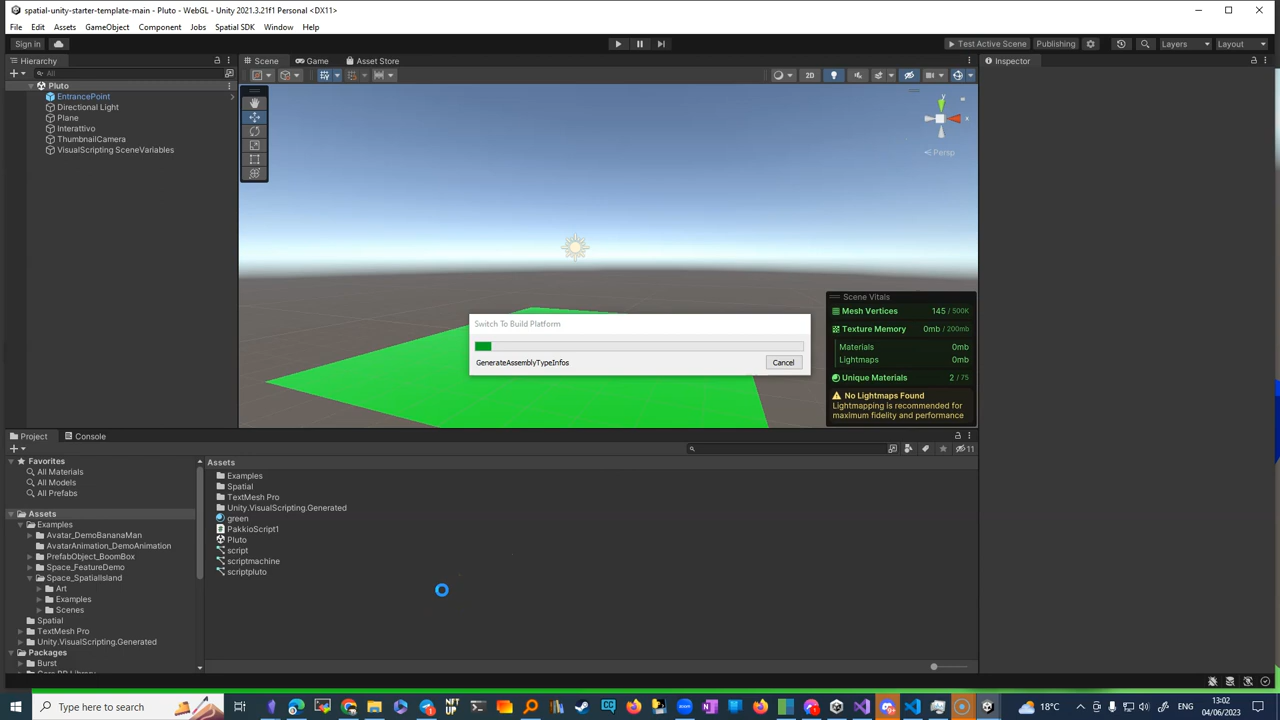 spatial-unity-starter-template-main - Pluto - WebGL - Unity 2021.3.21f1 Personal <DX11>
File Edit Assets GameObject Component Jobs Spatial SDK Window Help
Sign in Test Active Scene Publishing Layers Layout
Hierarchy Scene Game Asset Store Inspector
All 2D
Pluto
EntrancePoint
Directional Light
Plane
Interattivo
ThumbnailCamera
VisualScripting SceneVariables
y
x
Persp
Switch To Build Platform
GenerateAssemblyTypeInfos Cancel
Scene Vitals
Mesh Vertices 145 / 500K
Texture Memory 0mb / 200mb
Materials 0mb
Lightmaps 0mb
Unique Materials 2 / 75
No Lightmaps Found
Lightmapping is recommended for
maximum fidelity and performance
Project Console
11
Favorites
All Materials
All Models
All Prefabs
Assets
Examples
Avatar_DemoBananaMan
AvatarAnimation_DemoAnimation
PrefabObject_BoomBox
Space_FeatureDemo
Space_SpatialIsland
Art
Examples
Scenes
Spatial
TextMesh Pro
Unity.VisualScripting.Generated
Packages
Burst
Assets
Examples
Spatial
TextMesh Pro
Unity.VisualScripting.Generated
green
PakkioScript1
Pluto
script
scriptmachine
scriptpluto
Type here to search
18°C
13:02
04/06/2023